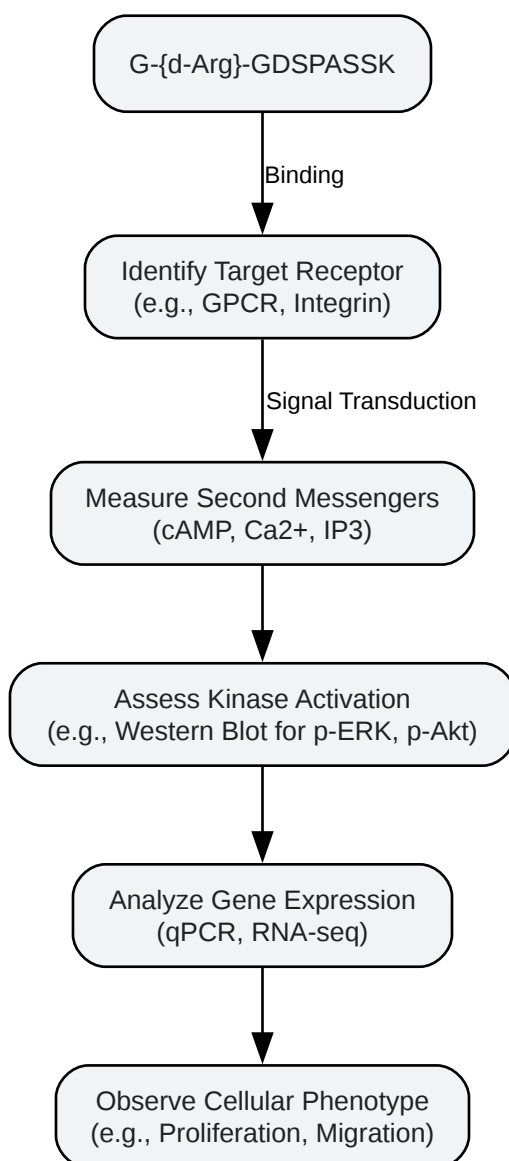 G-{d-Arg}-GDSPASSK
Binding
Identify Target Receptor
(e.g., GPCR, Integrin)
Signal Transduction
Measure Second Messengers
(cAMP, Ca2+, IP3)
Assess Kinase Activation
(e.g., Western Blot for p-ERK, p-Akt)
Analyze Gene Expression
(qPCR, RNA-seq)
Observe Cellular Phenotype
(e.g., Proliferation, Migration)